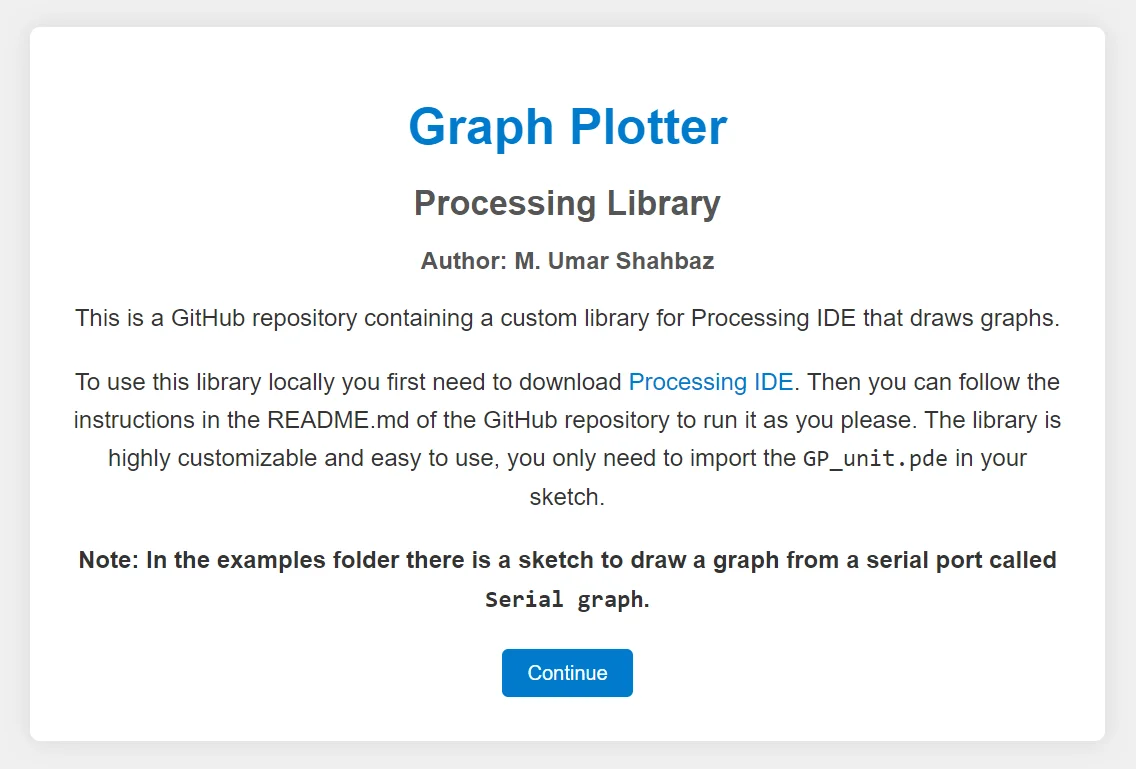 Graph Plotter
Processing Library
Author: M. Umar Shahbaz
This is a GitHub repository containing a custom library for Processing IDE that draws graphs.
To use this library locally you first need to download Processing IDE. Then you can follow the
instructions in the README.md of the GitHub repository to run it as you please. The library is
highly customizable and easy to use, you only need to import the GP_unit.pde in your
sketch.
Note: In the examples folder there is a sketch to draw a graph from a serial port called
Serial graph.
Continue